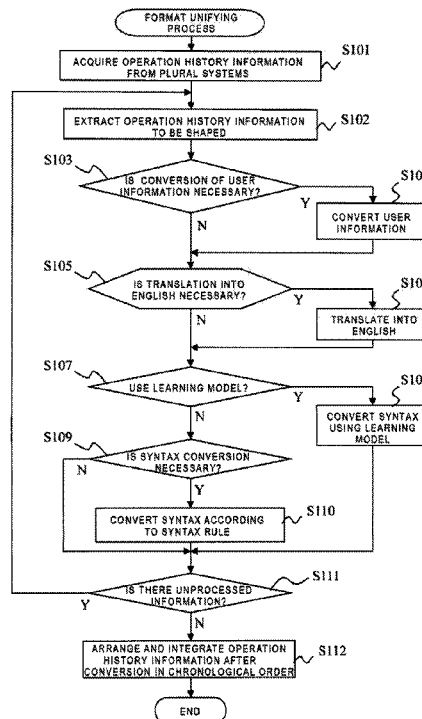 FORMAT UNIFYING
PROCESS
S101
ACQUIRE OPERATION HISTORY INFORMATION
FROM PLURAL SYSTEMS
S102
EXTRACT OPERATION HISTORY INFORMATION
TO BE SHAPED
S103
IS CONVERSION OF USER
INFORMATION NECESSARY?
Y
N
CONVERT USER
INFORMATION
S105
IS TRANSLATION INTO
ENGLISH NECESSARY?
Y
N
TRANSLATE INTO
ENGLISH
S107
USE LEARNING MODEL?
Y
N
CONVERT SYNTAX
USING LEARNING
MODEL
S109
IS SYNTAX CONVERSION
NECESSARY?
N
Y
S110
CONVERT SYNTAX ACCORDING
TO SYNTAX RULE
S111
IS THERE UNPROCESSED
INFORMATION?
Y
N
S112
ARRANGE AND INTEGRATE OPERATION
HISTORY INFORMATION AFTER
CONVERSION IN CHRONOLOGICAL ORDER
END